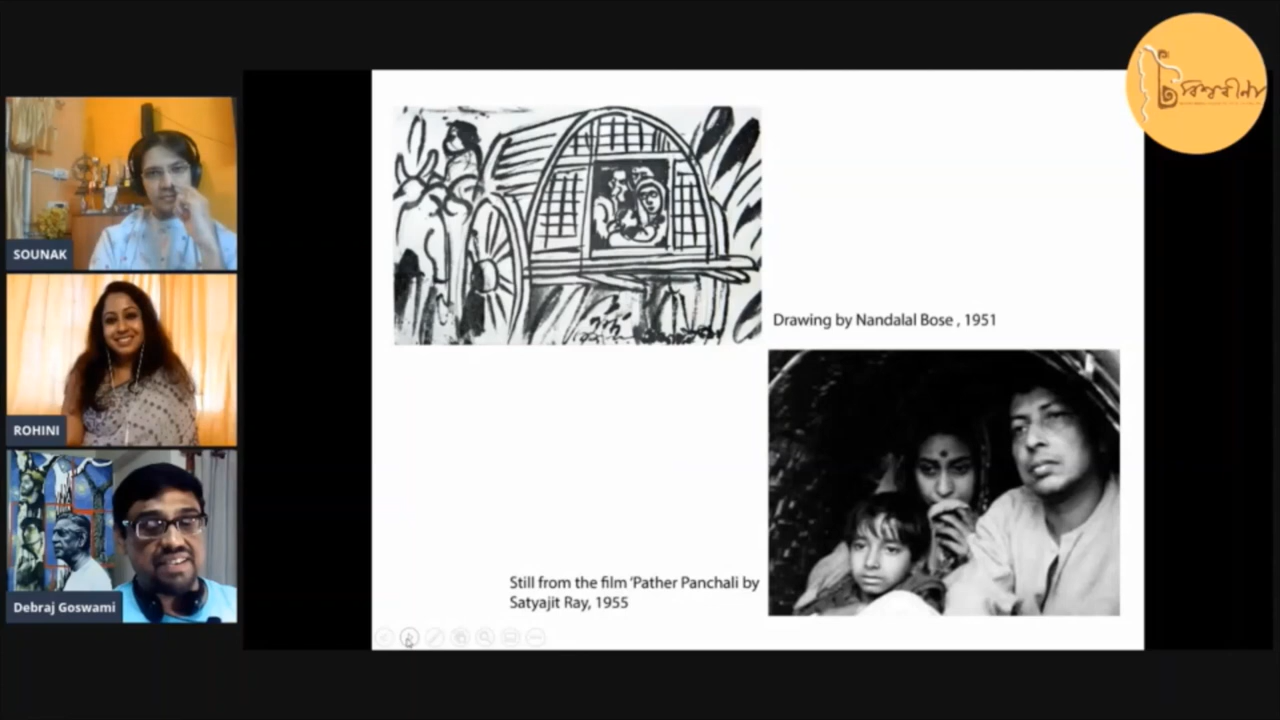 বিশ্ববীণা
SOUNAK
ROHINI
Debraj Goswami
Drawing by Nandalal Bose , 1951
Still from the film ‘Pather Panchali by
Satyajit Ray, 1955